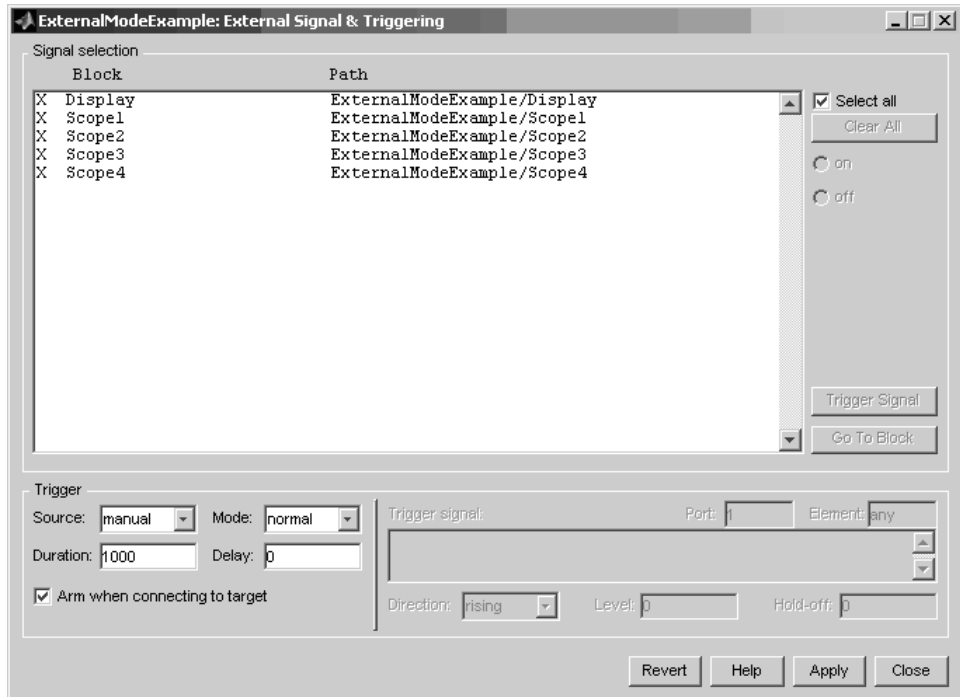 ExternalModeExample: External Signal & Triggering
Signal selection
Block Path
X Display ExternalModeExample/Display
X Scope1 ExternalModeExample/Scope1
X Scope2 ExternalModeExample/Scope2
X Scope3 ExternalModeExample/Scope3
X Scope4 ExternalModeExample/Scope4
Select all
Clear All
on
off
Trigger Signal
Go To Block
Trigger
Source: manual Mode: normal
Duration: 1000 Delay: 0
Arm when connecting to target
Trigger signal: Port: 1 Element: any
Direction: rising Level: 0 Hold-off: 0
Revert Help Apply Close